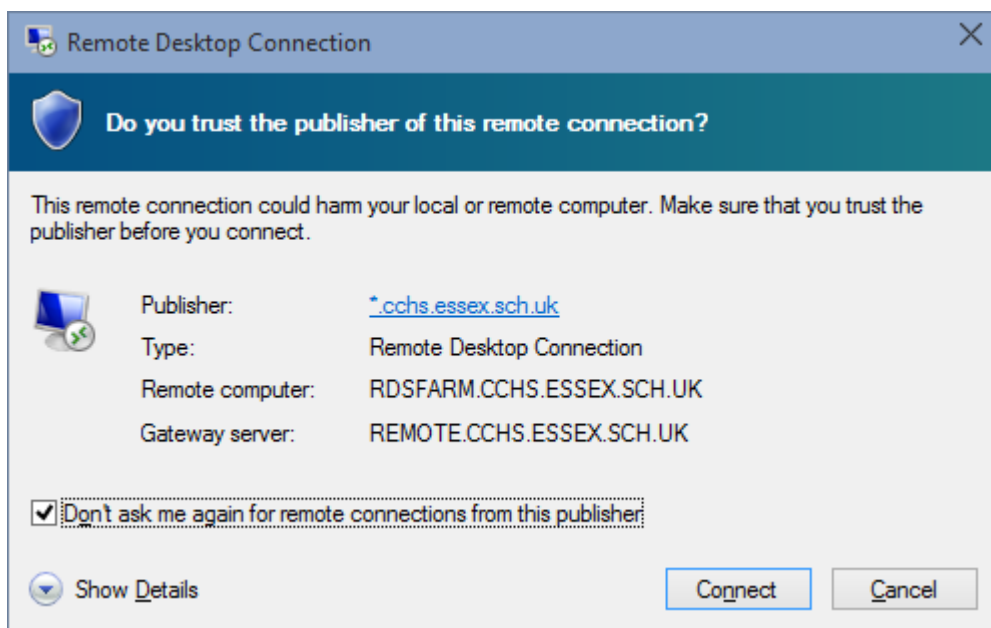 Remote Desktop Connection
Do you trust the publisher of this remote connection?
This remote connection could harm your local or remote computer. Make sure that you trust the
publisher before you connect.
Publisher: *.cchs.essex.sch.uk
Type: Remote Desktop Connection
Remote computer: RDSFARM.CCHS.ESSEX.SCH.UK
Gateway server: REMOTE.CCHS.ESSEX.SCH.UK
Don't ask me again for remote connections from this publisher
Show Details Connect Cancel